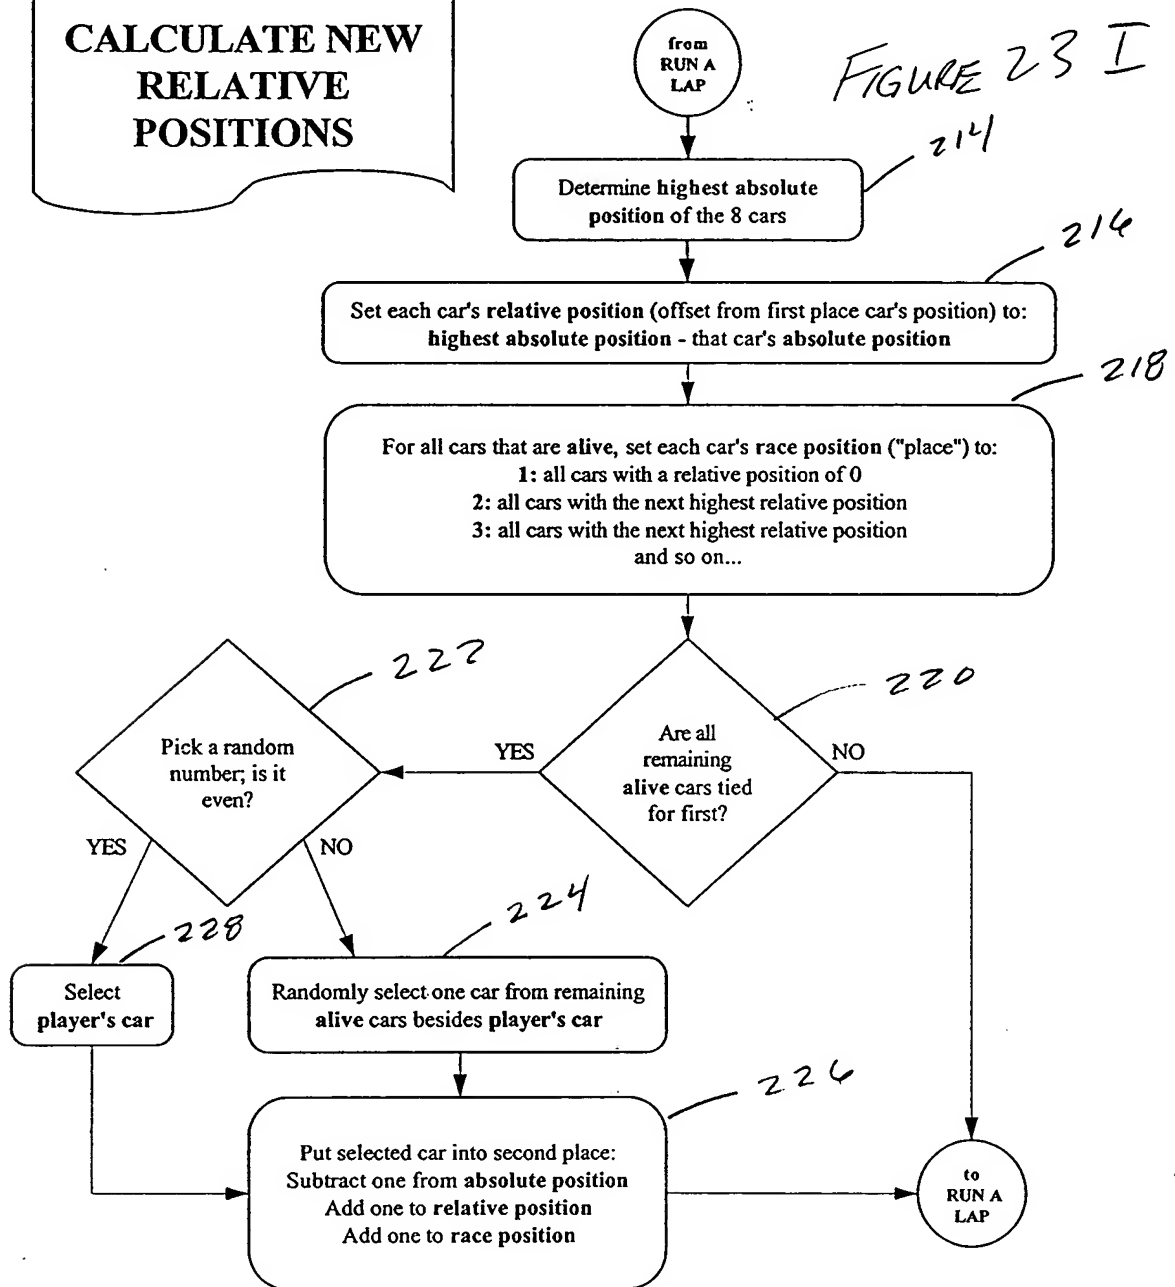 CALCULATE NEW
RELATIVE
POSITIONS
from
RUN A
LAP
FIGURE 23 I
214
Determine highest absolute
position of the 8 cars
216
Set each car's relative position (offset from first place car's position) to:
highest absolute position - that car's absolute position
218
For all cars that are alive, set each car's race position ("place") to:
1: all cars with a relative position of 0
2: all cars with the next highest relative position
3: all cars with the next highest relative position
and so on...
222
220
Pick a random
number; is it
even?
YES
Are all
remaining
alive cars tied
for first?
NO
YES
NO
228
224
Select
player's car
Randomly select one car from remaining
alive cars besides player's car
226
Put selected car into second place:
Subtract one from absolute position
Add one to relative position
Add one to race position
to
RUN A
LAP